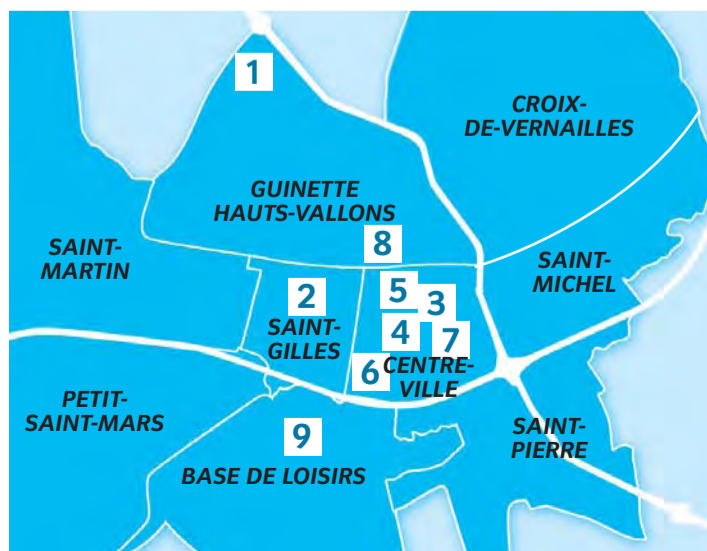 1
CROIX-
DE-VERNAILLES
GUINETTE
HAUTS-VALLONS
8
SAINT-
MARTIN
SAINT-
MICHEL
2
SAINT-
GILLES
5
3
4
7
6
CENTRE-
VILLE
PETIT-
SAINT-MARS
9
BASE DE LOISIRS
SAINT-
PIERRE